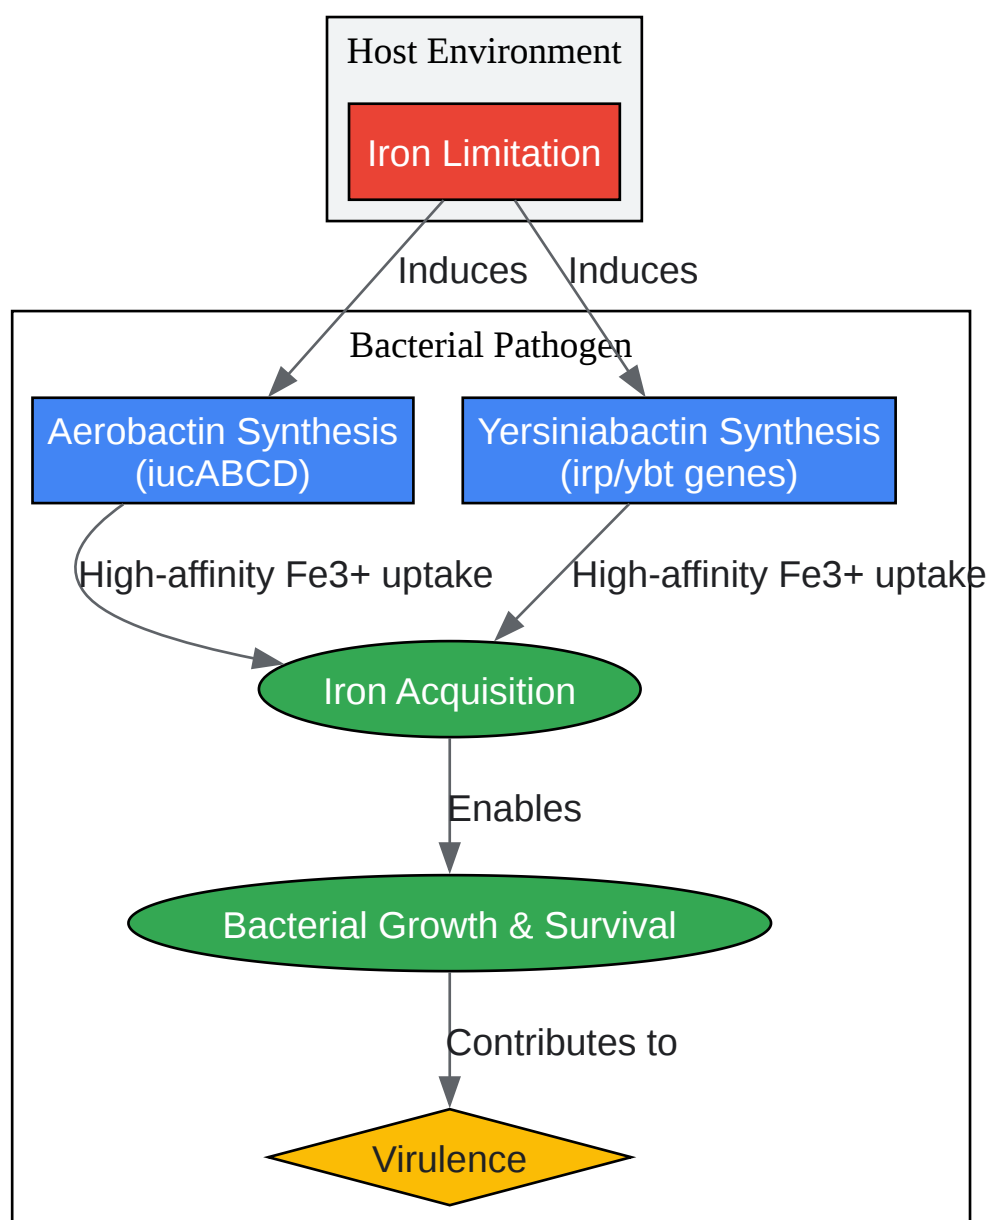 Host Environment
Iron Limitation
Induces
Induces
Bacterial Pathogen
Aerobactin Synthesis
(iucABCD)
Yersiniabactin Synthesis
(irp/ybt genes)
High-affinity Fe3+ uptake
High-affinity Fe3+ uptake
Iron Acquisition
Enables
Bacterial Growth & Survival
Contributes to
Virulence